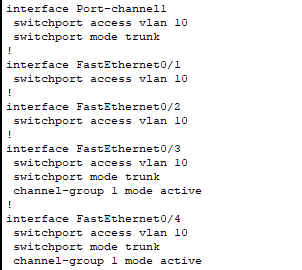 interface Port-channel1
 switchport access vlan 10
 switchport mode trunk
!
interface FastEthernet0/1
 switchport access vlan 10
!
interface FastEthernet0/2
 switchport access vlan 10
!
interface FastEthernet0/3
 switchport access vlan 10
 switchport mode trunk
 channel-group 1 mode active
!
interface FastEthernet0/4
 switchport access vlan 10
 switchport mode trunk
 channel-group 1 mode active